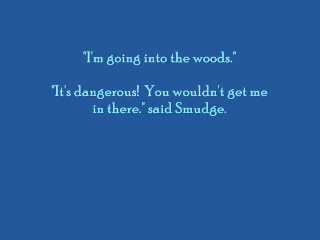 "I'm going into the woods."
"It's dangerous! You wouldn't get me
in there." said Smudge.